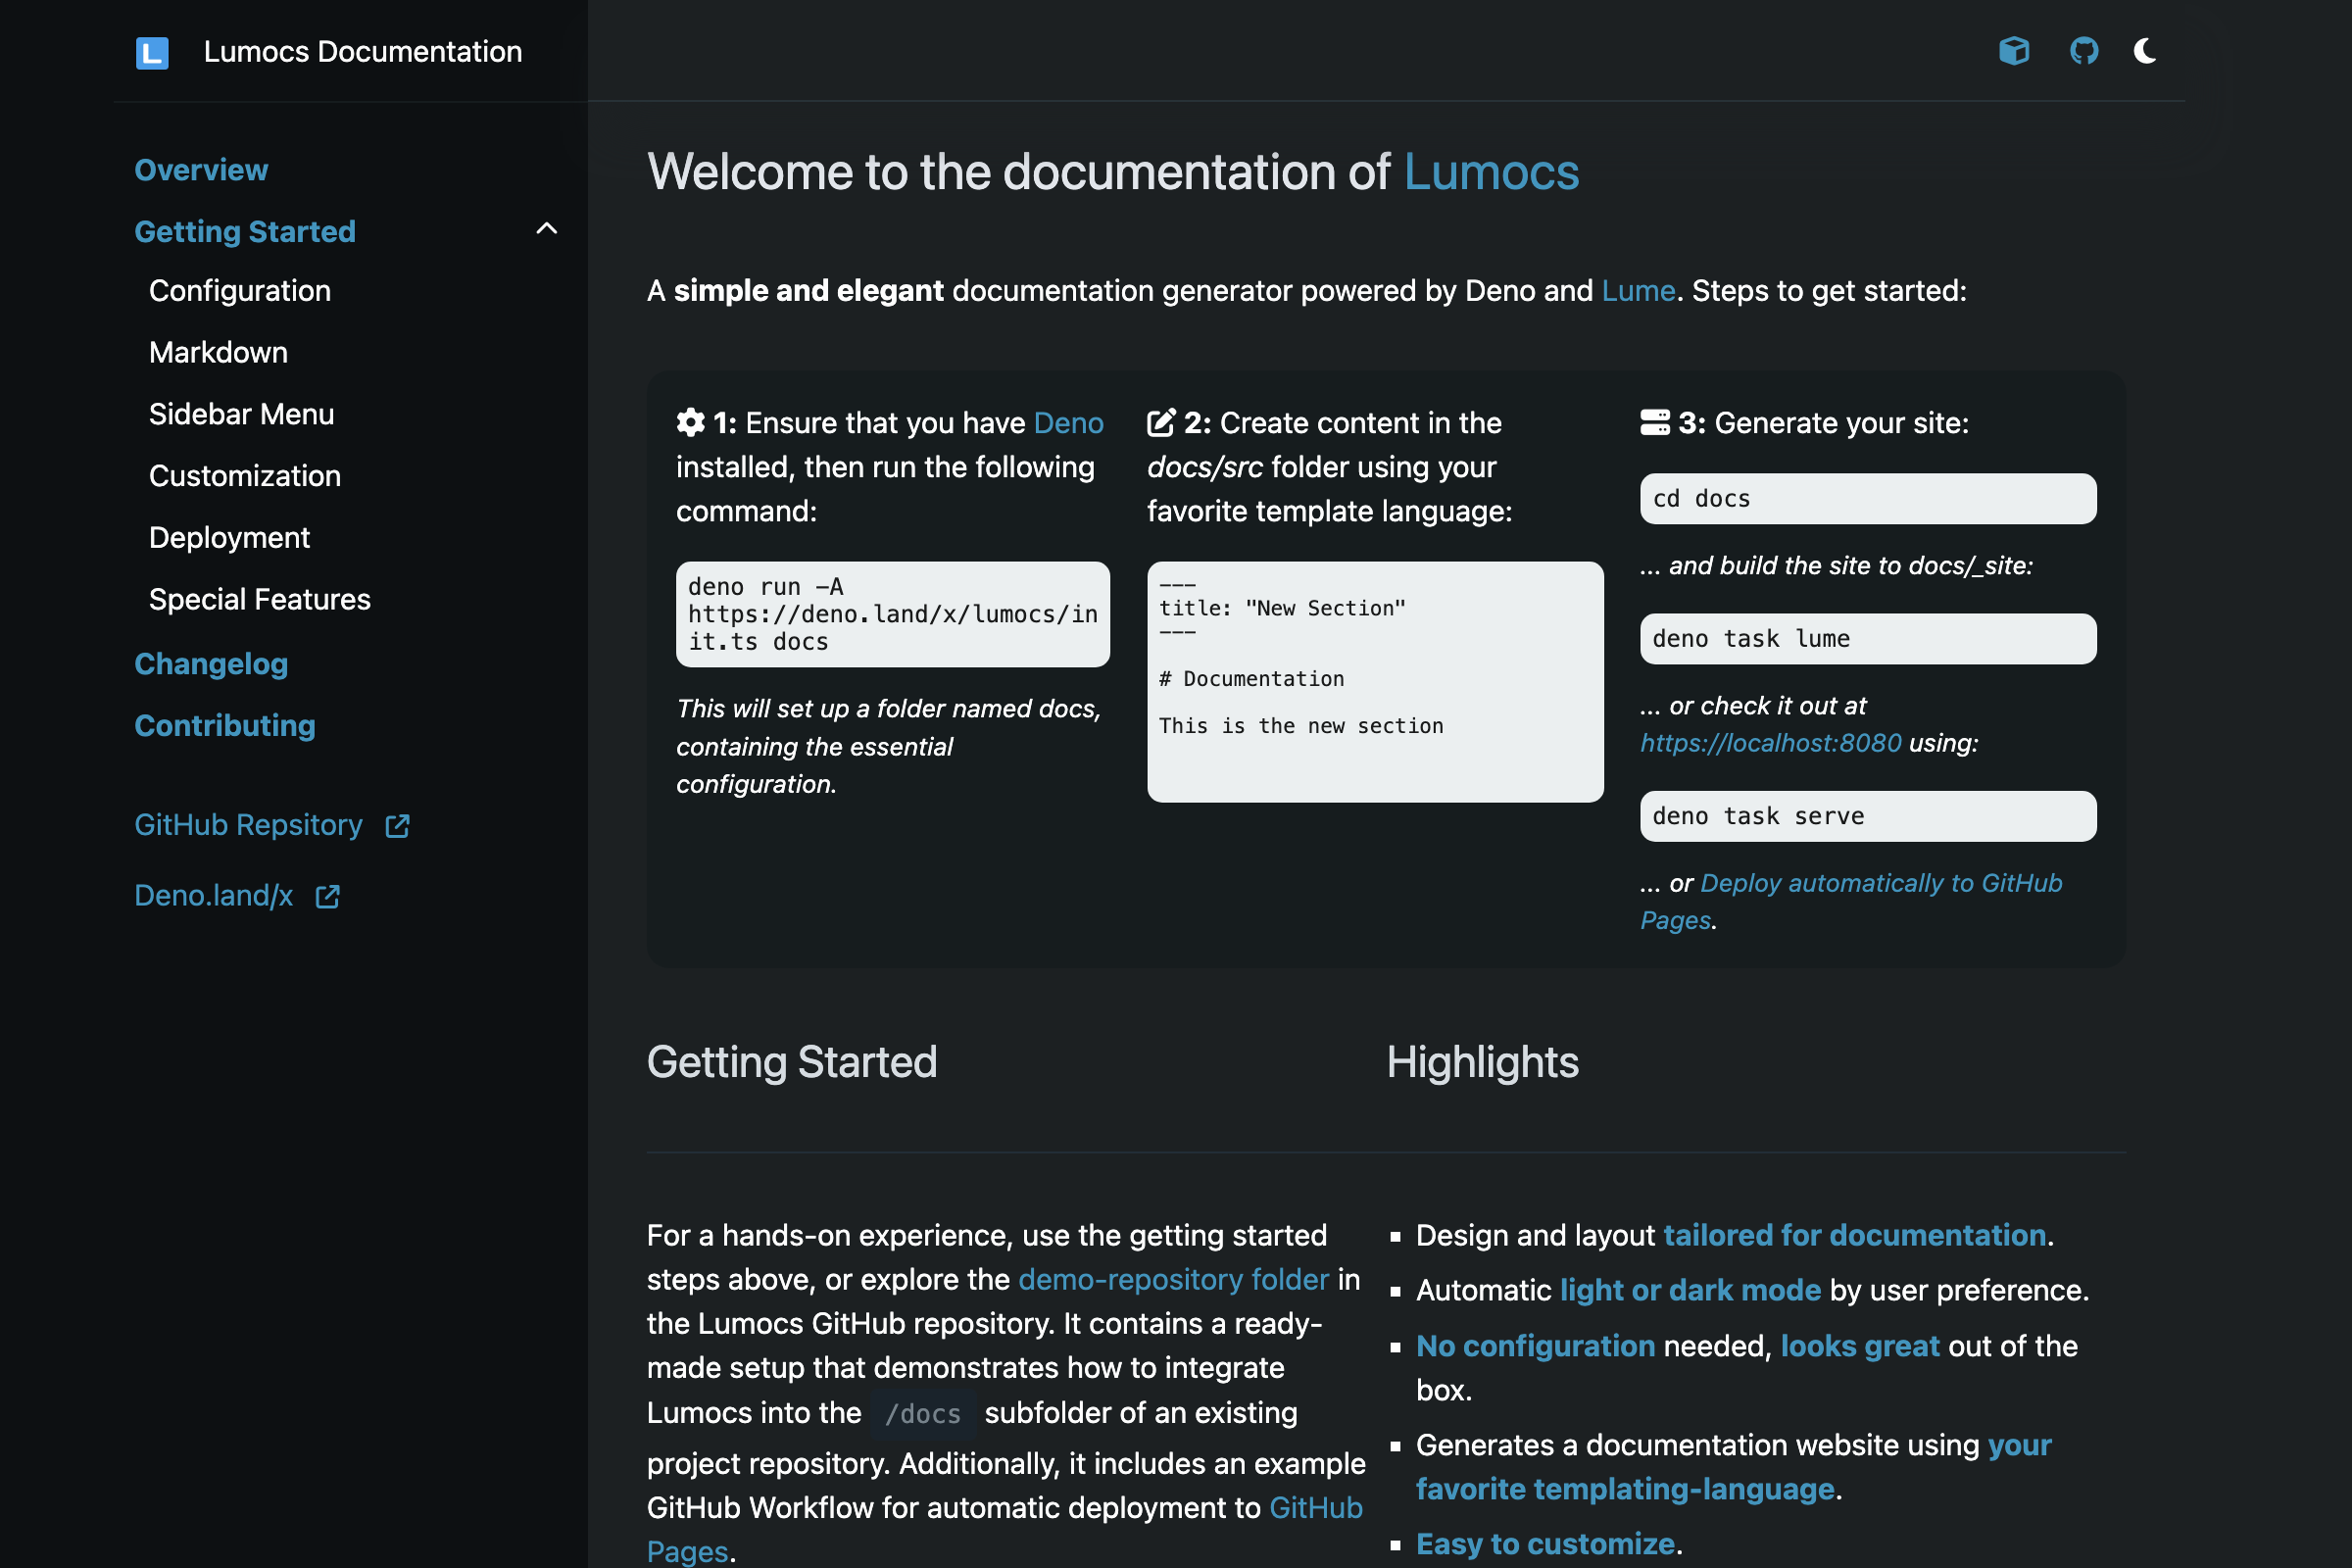 L Lumocs Documentation
Overview
Getting Started
Configuration
Markdown
Sidebar Menu
Customization
Deployment
Special Features
Changelog
Contributing
GitHub Repsitory
Deno.land/x
Welcome to the documentation of Lumocs
A simple and elegant documentation generator powered by Deno and Lume. Steps to get started:
1: Ensure that you have Deno
installed, then run the following
command:
deno run -A
https://deno.land/x/lumocs/in
it.ts docs
This will set up a folder named docs,
containing the essential
configuration.
2: Create content in the
docs/src folder using your
favorite template language:
---
title: "New Section"
---
# Documentation
This is the new section
3: Generate your site:
cd docs
... and build the site to docs/_site:
deno task lume
... or check it out at
https://localhost:8080 using:
deno task serve
... or Deploy automatically to GitHub
Pages.
Getting Started
For a hands-on experience, use the getting started
steps above, or explore the demo-repository folder in
the Lumocs GitHub repository. It contains a ready-
made setup that demonstrates how to integrate
Lumocs into the /docs subfolder of an existing
project repository. Additionally, it includes an example
GitHub Workflow for automatic deployment to GitHub
Pages.
Highlights
▪ Design and layout tailored for documentation.
▪ Automatic light or dark mode by user preference.
▪ No configuration needed, looks great out of the
box.
▪ Generates a documentation website using your
favorite templating-language.
▪ Easy to customize.